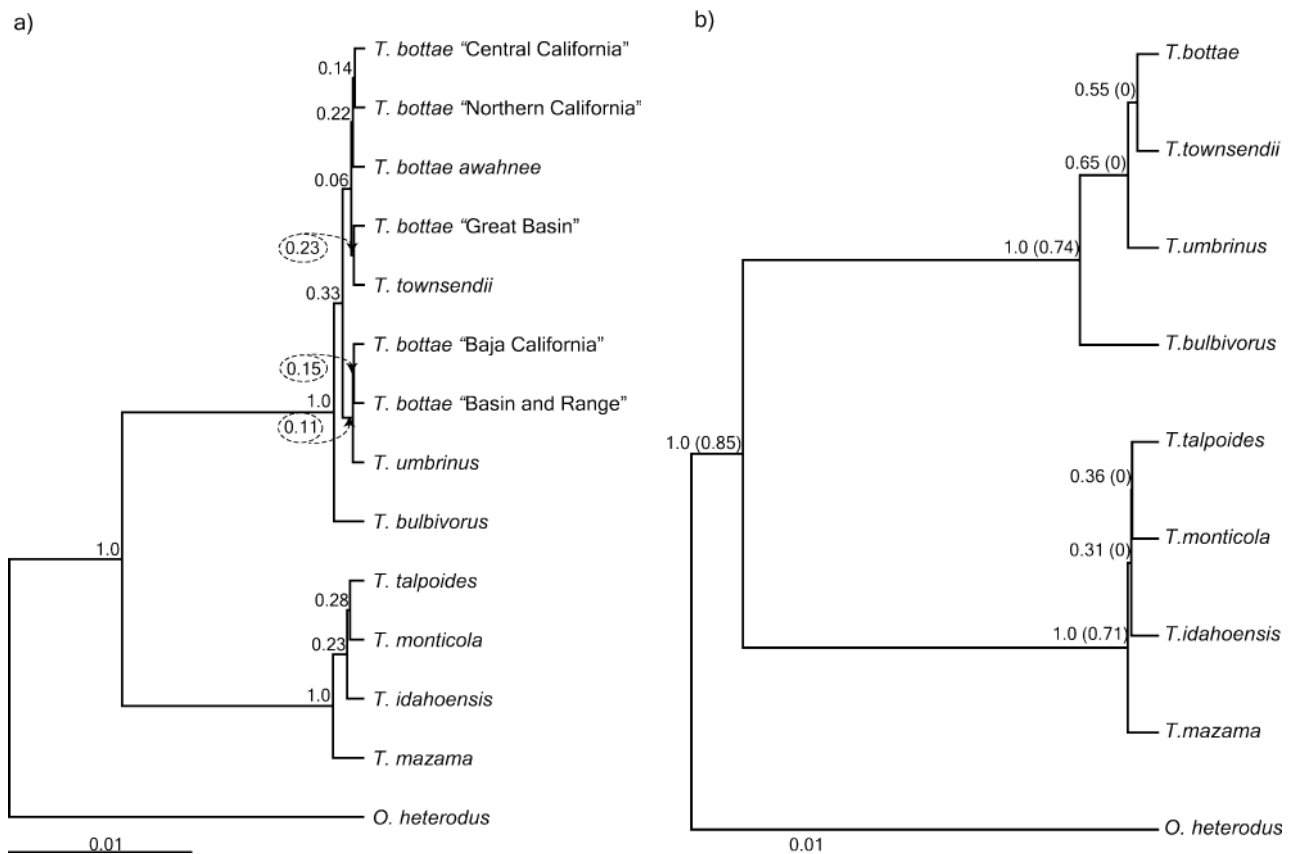 a)
T. bottae “Central California”
0.14
T. bottae “Northern California”
0.22
T. bottae awahnee
0.06
T. bottae “Great Basin”
0.23
T. townsendii
0.33
T. bottae “Baja California”
0.15
1.0
T. bottae “Basin and Range”
0.11
T. umbrinus
T. bulbivorus
1.0
T. talpoides
0.28
T. monticola
0.23
T. idahoensis
1.0
T. mazama
O. heterodus
0.01
b)
T.bottae
0.55 (0)
T.townsendii
0.65 (0)
T.umbrinus
1.0 (0.74)
T.bulbivorus
T.talpoides
1.0 (0.85)
0.36 (0)
T.monticola
0.31 (0)
T.idahoensis
1.0 (0.71)
T.mazama
O. heterodus
0.01